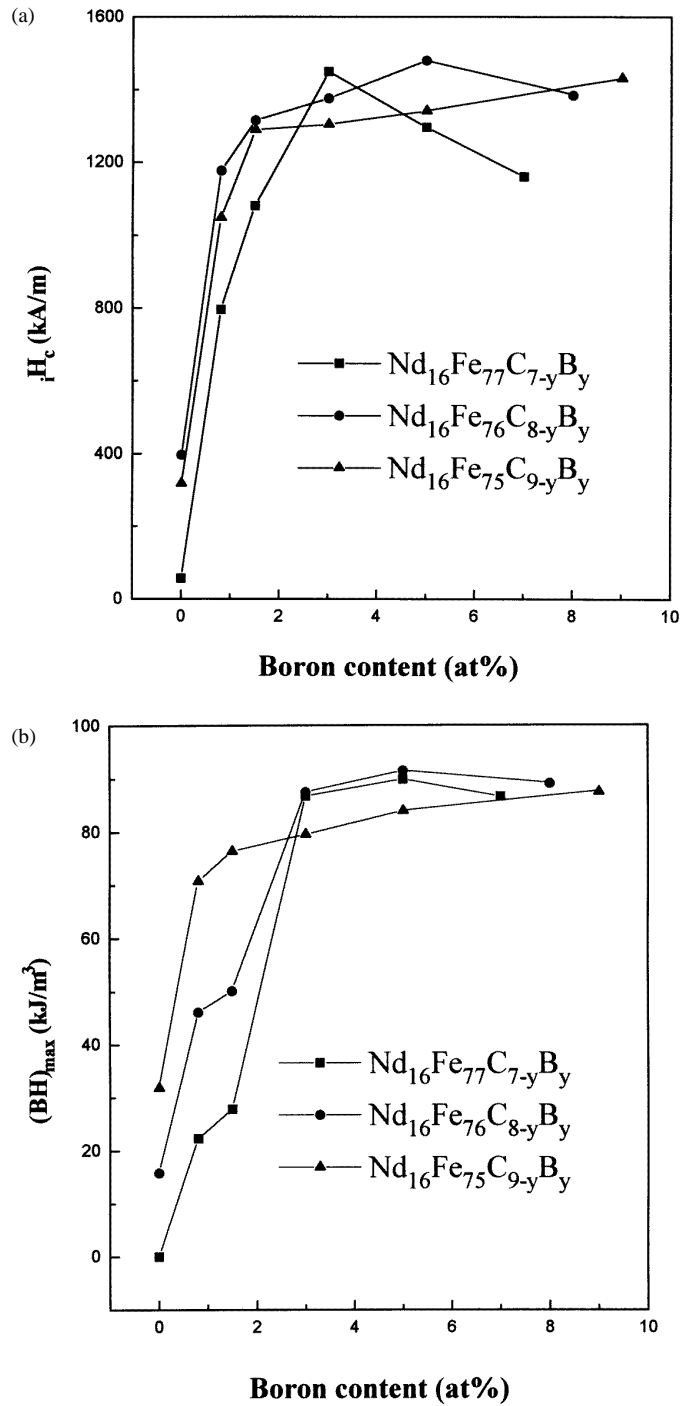 (a)
1600
1200
800
400
0
iHc (kA/m)
Nd16Fe77C7-yBy
Nd16Fe76C8-yBy
Nd16Fe75C9-yBy
0 2 4 6 8 10
Boron content (at%)
(b)
100
80
60
40
20
0
(BH)max (kJ/m³)
Nd16Fe77C7-yBy
Nd16Fe76C8-yBy
Nd16Fe75C9-yBy
0 2 4 6 8 10
Boron content (at%)